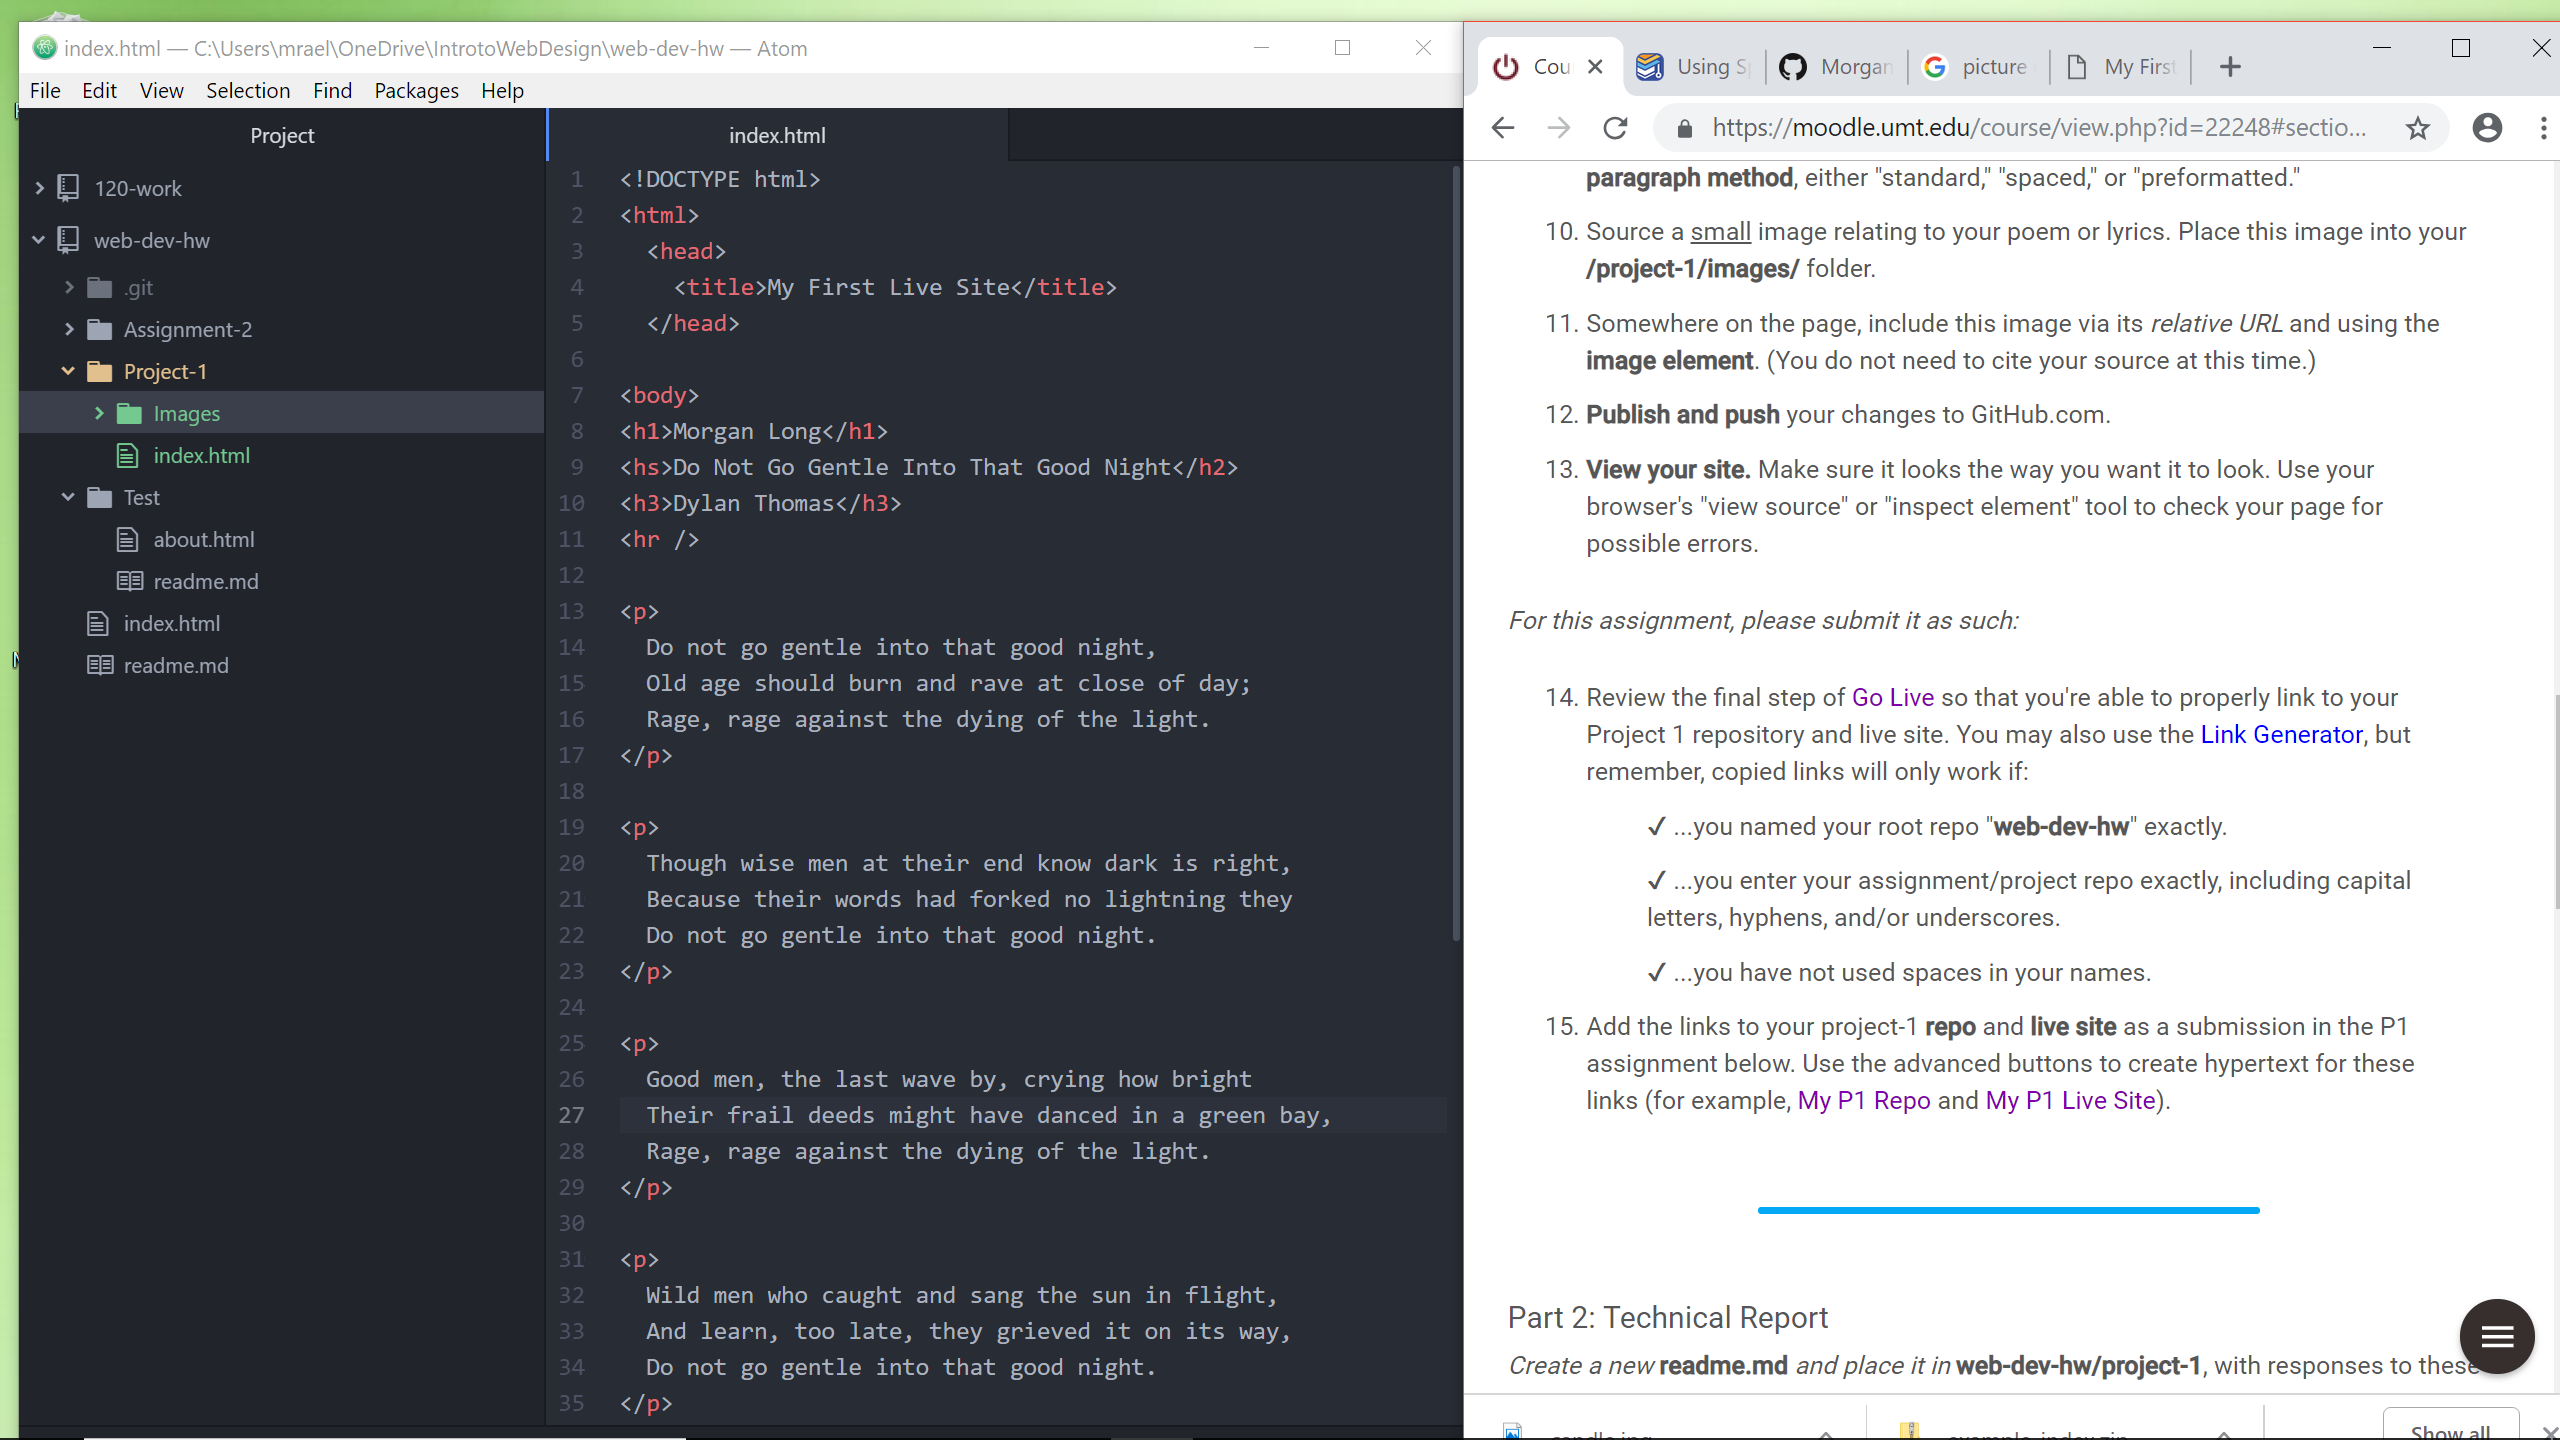 index.html — C:\Users\mrael\OneDrive\IntrotoWebDesign\web-dev-hw — Atom
File Edit View Selection Find Packages Help
Project
120-work
web-dev-hw
.git
Assignment-2
Project-1
Images
index.html
Test
about.html
readme.md
index.html
readme.md
index.html
1 <!DOCTYPE html>
2 <html>
3 <head>
4 <title>My First Live Site</title>
5 </head>
6
7 <body>
8 <h1>Morgan Long</h1>
9 <hs>Do Not Go Gentle Into That Good Night</h2>
10 <h3>Dylan Thomas</h3>
11 <hr />
12
13 <p>
14 Do not go gentle into that good night,
15 Old age should burn and rave at close of day;
16 Rage, rage against the dying of the light.
17 </p>
18
19 <p>
20 Though wise men at their end know dark is right,
21 Because their words had forked no lightning they
22 Do not go gentle into that good night.
23 </p>
24
25 <p>
26 Good men, the last wave by, crying how bright
27 Their frail deeds might have danced in a green bay,
28 Rage, rage against the dying of the light.
29 </p>
30
31 <p>
32 Wild men who caught and sang the sun in flight,
33 And learn, too late, they grieved it on its way,
34 Do not go gentle into that good night.
35 </p>
Cou Using Sp Morgan picture My First
https://moodle.umt.edu/course/view.php?id=22248#sectio...
paragraph method, either "standard," "spaced," or "preformatted."
10. Source a small image relating to your poem or lyrics. Place this image into your
/project-1/images/ folder.
11. Somewhere on the page, include this image via its relative URL and using the
image element. (You do not need to cite your source at this time.)
12. Publish and push your changes to GitHub.com.
13. View your site. Make sure it looks the way you want it to look. Use your
browser's "view source" or "inspect element" tool to check your page for
possible errors.
For this assignment, please submit it as such:
14. Review the final step of Go Live so that you're able to properly link to your
Project 1 repository and live site. You may also use the Link Generator, but
remember, copied links will only work if:
✓ ...you named your root repo "web-dev-hw" exactly.
✓ ...you enter your assignment/project repo exactly, including capital
letters, hyphens, and/or underscores.
✓ ...you have not used spaces in your names.
15. Add the links to your project-1 repo and live site as a submission in the P1
assignment below. Use the advanced buttons to create hypertext for these
links (for example, My P1 Repo and My P1 Live Site).
Part 2: Technical Report
Create a new readme.md and place it in web-dev-hw/project-1, with responses to these
Show all